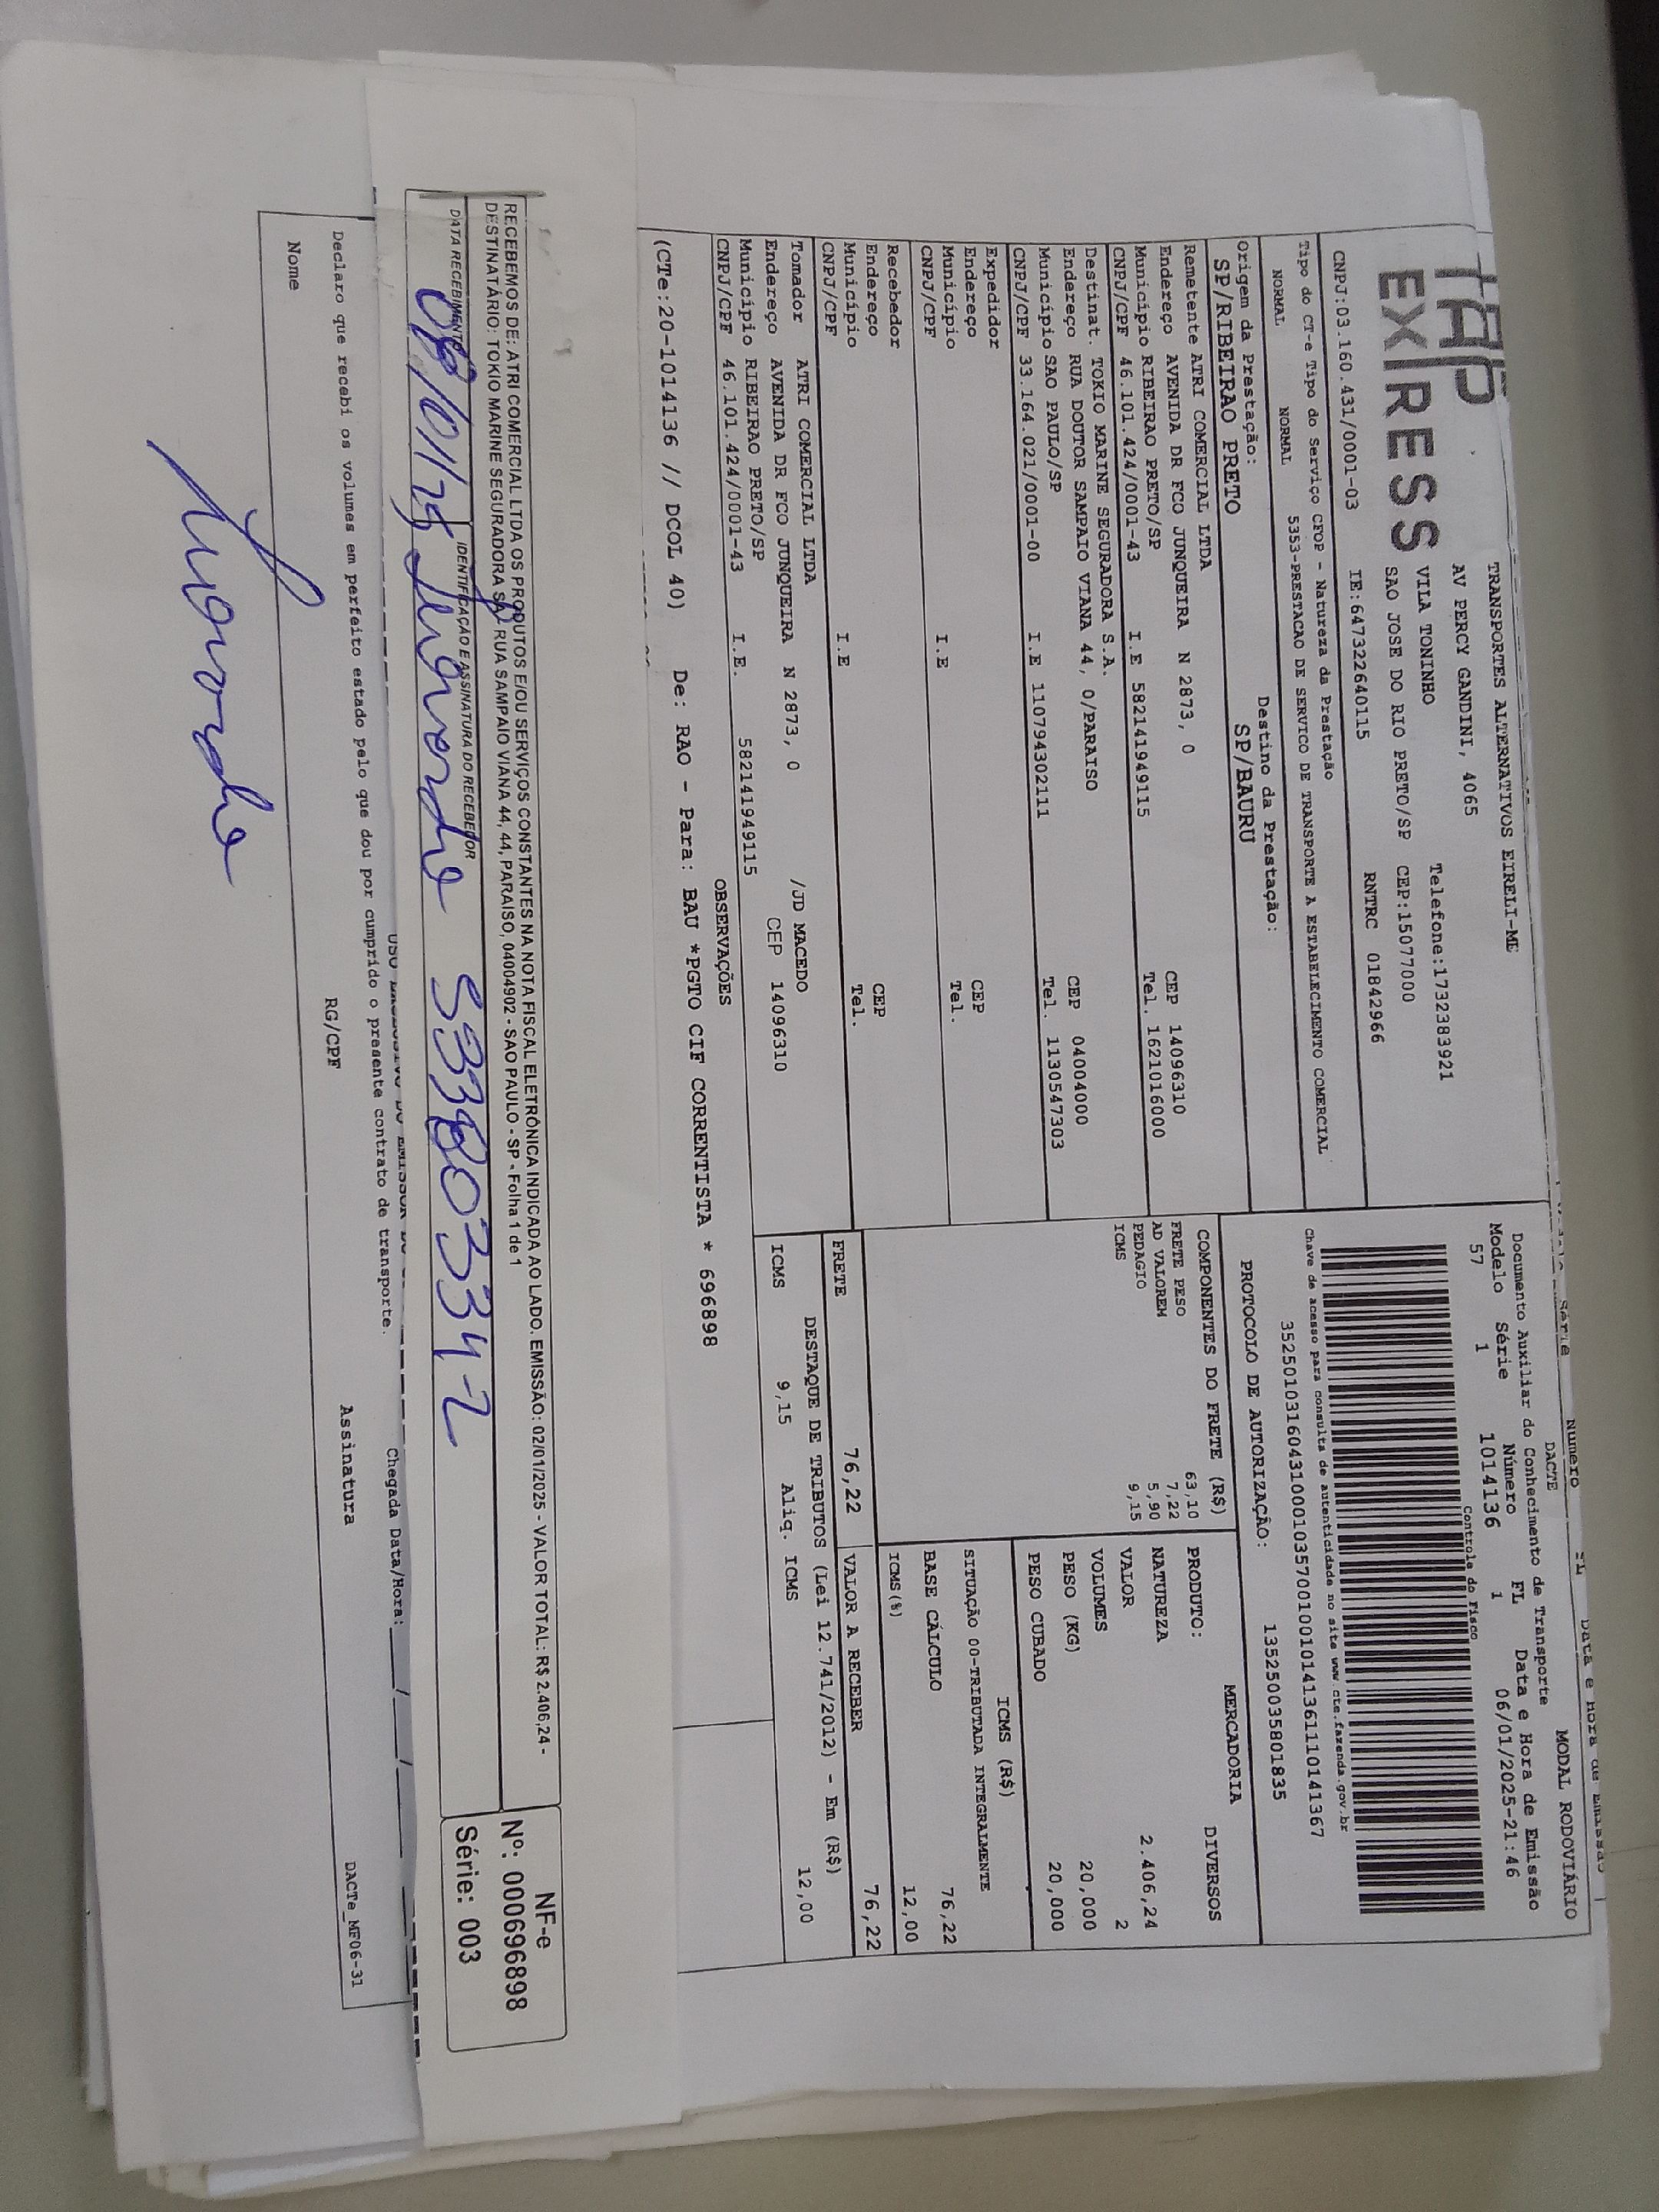 TRANSPORTES ALTERNATIVOS EIRELI-ME
TAP EXPRESS
AV PERCY GANDINI, 4065
VILA TONINHO Telefone:1732383921
SAO JOSE DO RIO PRETO/SP CEP:15077000
CNPJ:03.160.431/0001-03 IE:647322640115 RNTRC 01842966
Tipo do CT-e Tipo do Serviço CFOP - Natureza da Prestação
NORMAL NORMAL 5353-PRESTACAO DE SERVICO DE TRANSPORTE A ESTABELECIMENTO COMERCIAL
Origem da Prestação: Destino da Prestação:
SP/RIBEIRAO PRETO SP/BAURU
Série Número FL Data e Hora de Emissão
DACTE MODAL RODOVIÁRIO
Documento Auxiliar do Conhecimento de Transporte
Modelo Série Número FL Data e Hora de Emissão
57 1 1014136 1 06/01/2025-21:46
Controle do Fisco
Chave de acesso para consulta de autenticidade no site www.cte.fazenda.gov.br
35250103160431000103570010010141361110141367
PROTOCOLO DE AUTORIZAÇÃO: 135250035801835
Remetente ATRI COMERCIAL LTDA
Endereço AVENIDA DR FCO JUNQUEIRA N 2873, 0 CEP 14096310
Município RIBEIRAO PRETO/SP Tel. 1621016000
CNPJ/CPF 46.101.424/0001-43 I.E 582141949115
Destinat. TOKIO MARINE SEGURADORA S.A.
Endereço RUA DOUTOR SAMPAIO VIANA 44, 0/PARAISO CEP 04004000
Município SAO PAULO/SP Tel. 1130547303
CNPJ/CPF 33.164.021/0001-00 I.E 110794302111
Expedidor
Endereço CEP
Município Tel.
CNPJ/CPF I.E
Recebedor
Endereço CEP
Município Tel.
CNPJ/CPF I.E
Tomador ATRI COMERCIAL LTDA
Endereço AVENIDA DR FCO JUNQUEIRA N 2873, 0 /JD MACEDO
Município RIBEIRAO PRETO/SP CEP 14096310
CNPJ/CPF 46.101.424/0001-43 I.E. 582141949115
COMPONENTES DO FRETE (R$)
FRETE PESO 63,10
AD VALOREM 7,22
PEDAGIO 5,90
ICMS 9,15
MERCADORIA
PRODUTO: DIVERSOS
NATUREZA
VALOR 2.406,24
VOLUMES 2
PESO (KG) 20,000
PESO CUBADO 20,000
ICMS (R$)
SITUAÇÃO 00-TRIBUTADA INTEGRALMENTE
BASE CÁLCULO 76,22
ICMS (%) 12,00
FRETE 76,22 VALOR A RECEBER 76,22
DESTAQUE DE TRIBUTOS (Lei 12.741/2012) - Em (R$)
ICMS 9,15 Aliq. ICMS 12,00
OBSERVAÇÕES
(CTe:20-1014136 // DCOL 40) De: RAO - Para: BAU *PGTO CIF CORRENTISTA * 696898
RECEBEMOS DE: ATRI COMERCIAL LTDA OS PRODUTOS E/OU SERVIÇOS CONSTANTES NA NOTA FISCAL ELETRÔNICA INDICADA AO LADO. EMISSÃO: 02/01/2025 - VALOR TOTAL: R$ 2.406,24 -
DESTINATÁRIO: TOKIO MARINE SEGURADORA SA, RUA SAMPAIO VIANA 44, 44, PARAISO, 04004902 - SAO PAULO - SP - Folha 1 de 1
DATA RECEBIMENTO IDENTIFICAÇÃO E ASSINATURA DO RECEBEDOR
08/01/25
NF-e
Nº: 000696898
Série: 003
USO EXCLUSIVO DO EMISSOR DO
Chegada Data/Hora: / /
Declaro que recebi os volumes em perfeito estado pelo que dou por cumprido o presente contrato de transporte.
Nome RG/CPF Assinatura
DACTe_MF06-31